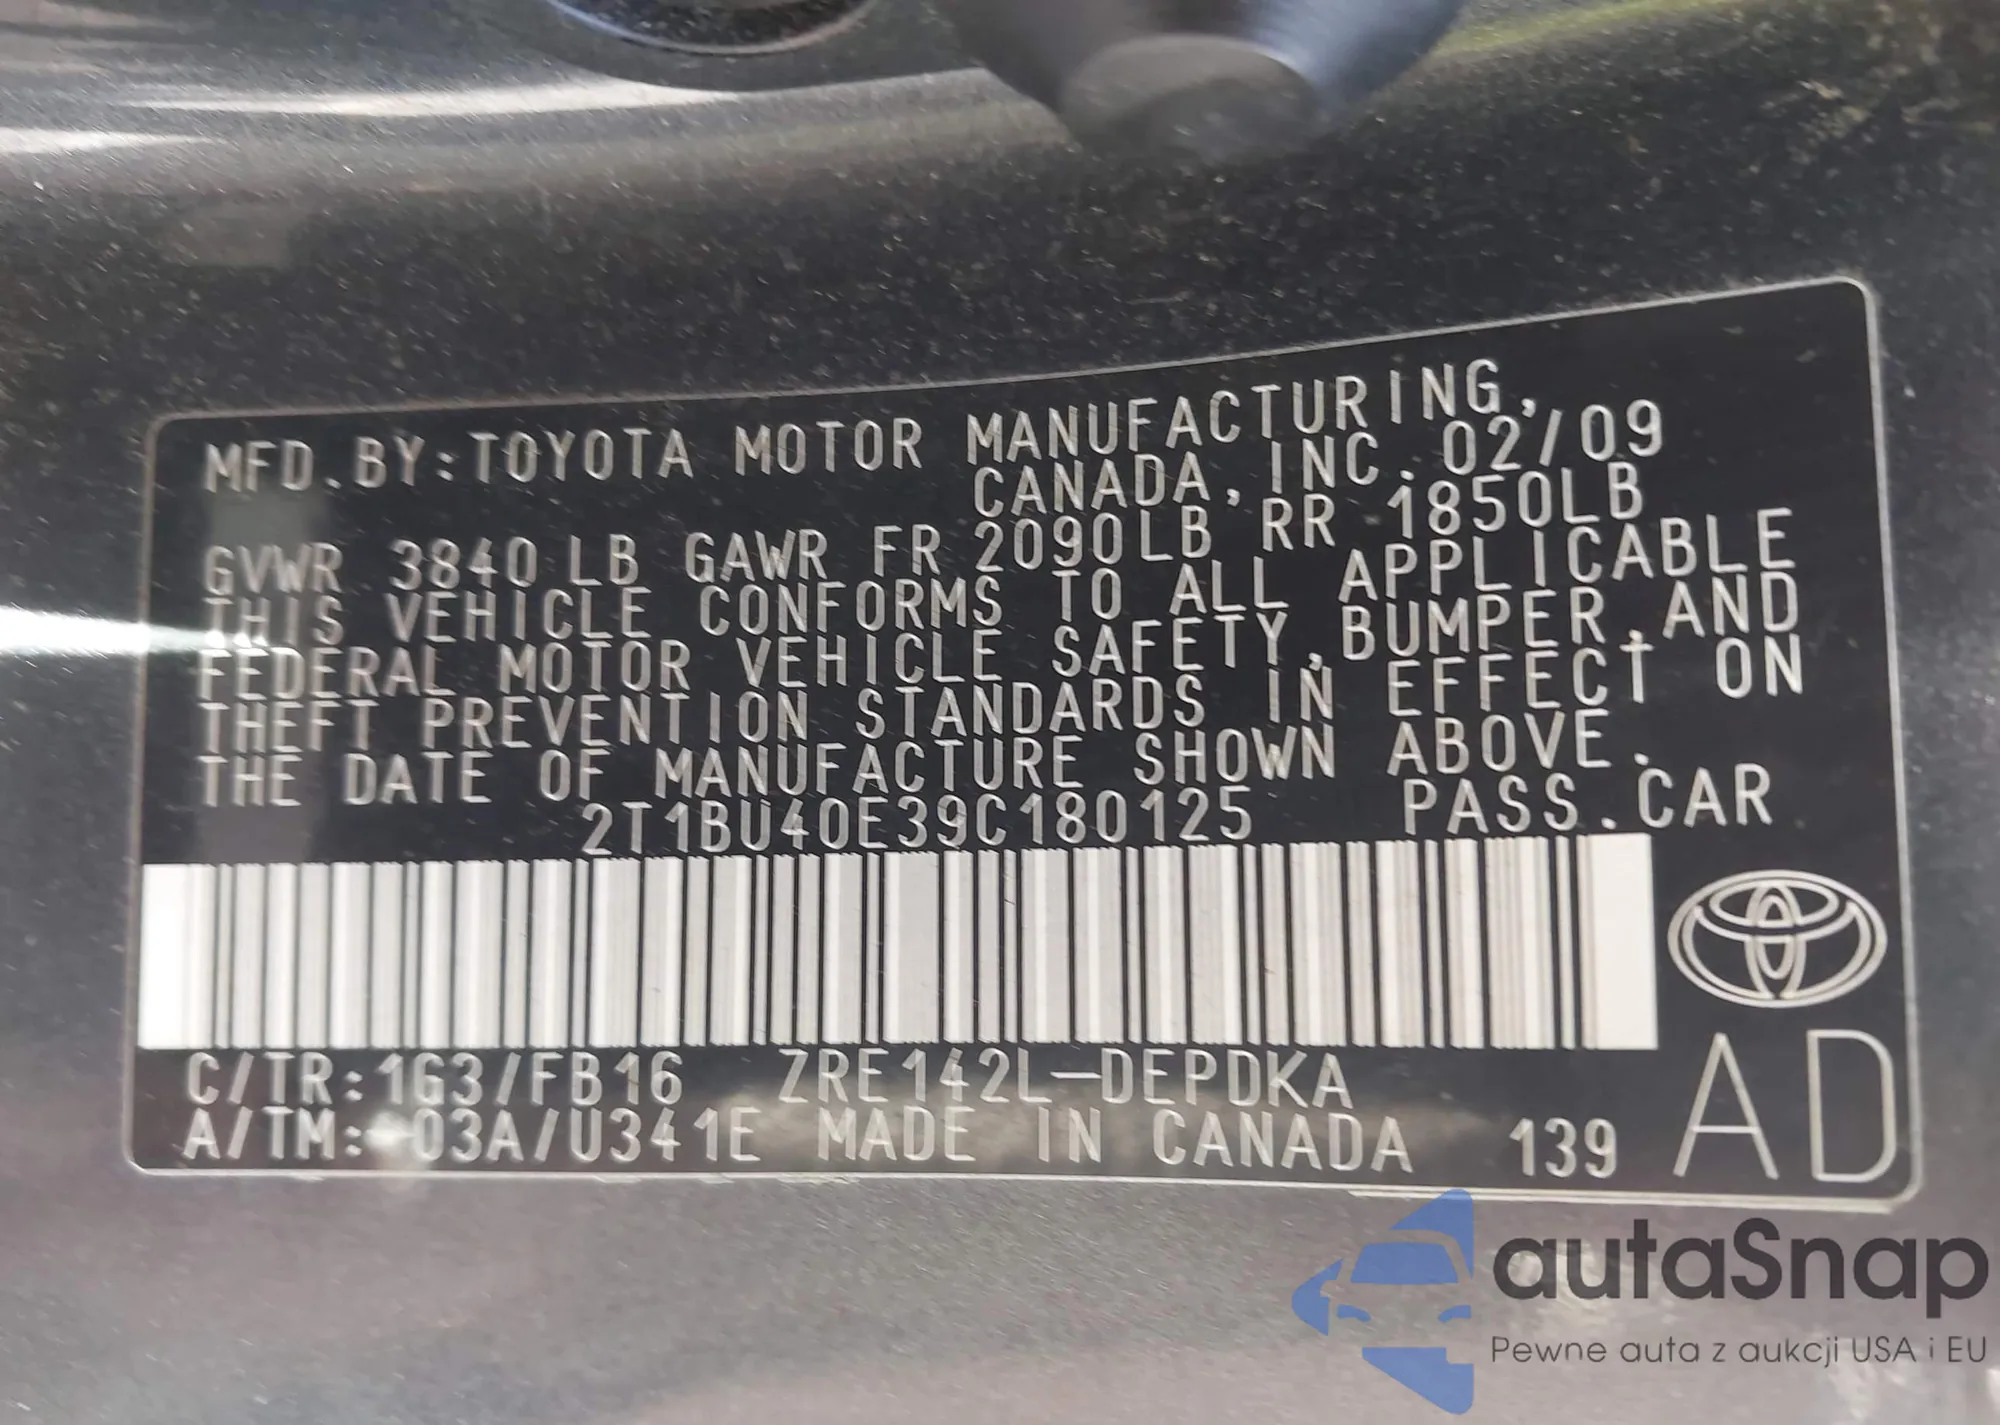 MFD.BY:TOYOTA MOTOR MANUFACTURING,
CANADA, INC. 02/09
GVWR 3840LB GAWR FR 2090LB RR 1850LB
THIS VEHICLE CONFORMS TO ALL APPLICABLE
FEDERAL MOTOR VEHICLE SAFETY,BUMPER,AND
THEFT PREVENTION STANDARDS IN EFFECT ON
THE DATE OF MANUFACTURE SHOWN ABOVE.
2T1BU40E39C180125 PASS.CAR
C/TR:1G3/FB16 ZRE142L-DEPDKA
A/TM:-03A/U341E MADE IN CANADA 139
AD
autaSnap
Pewne auta z aukcji USA i EU